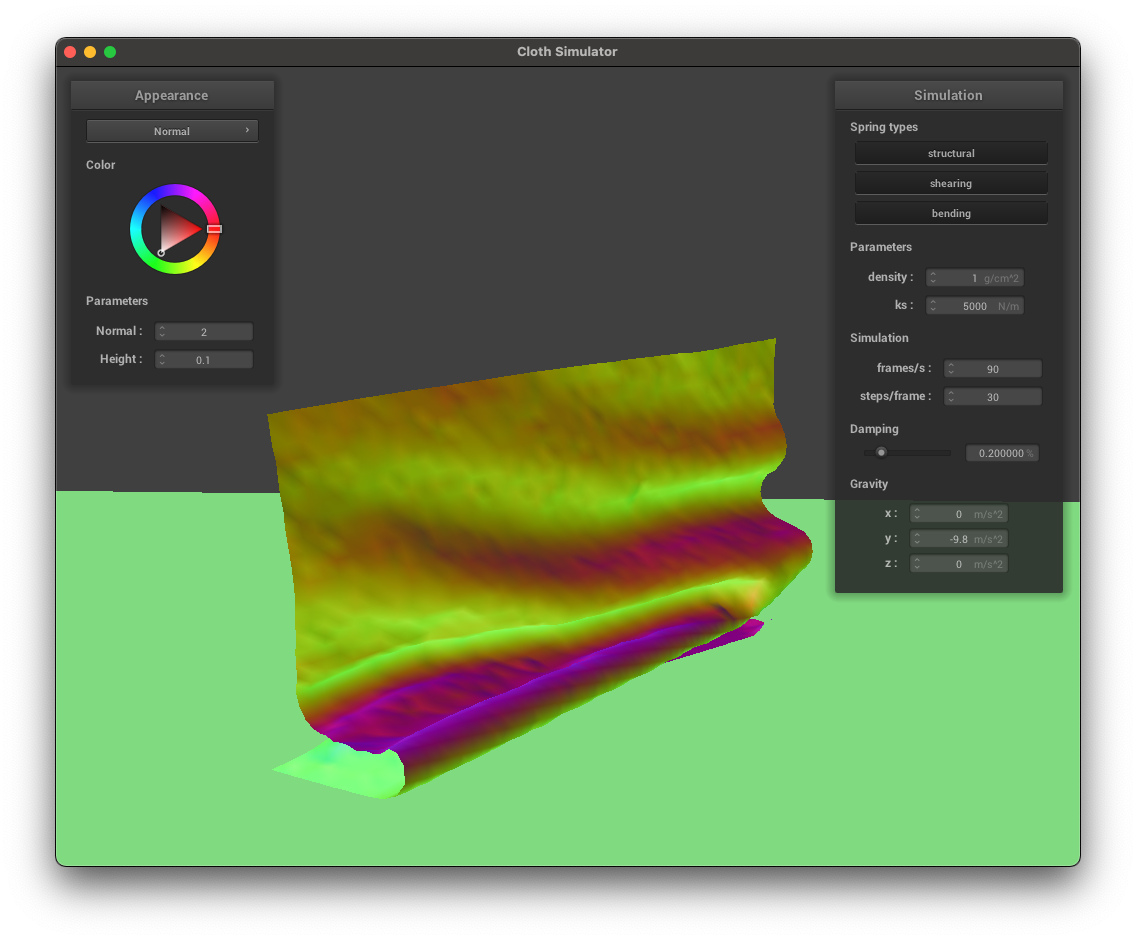 Cloth Simulator
Appearance
Normal ›
Color
Parameters
Normal : 2
Height : 0.1
Simulation
Spring types
structural
shearing
bending
Parameters
density : 1 g/cm^2
ks : 5000 N/m
Simulation
frames/s : 90
steps/frame : 30
Damping
0.200000 %
Gravity
x : 0 m/s^2
y : -9.8 m/s^2
z : 0 m/s^2